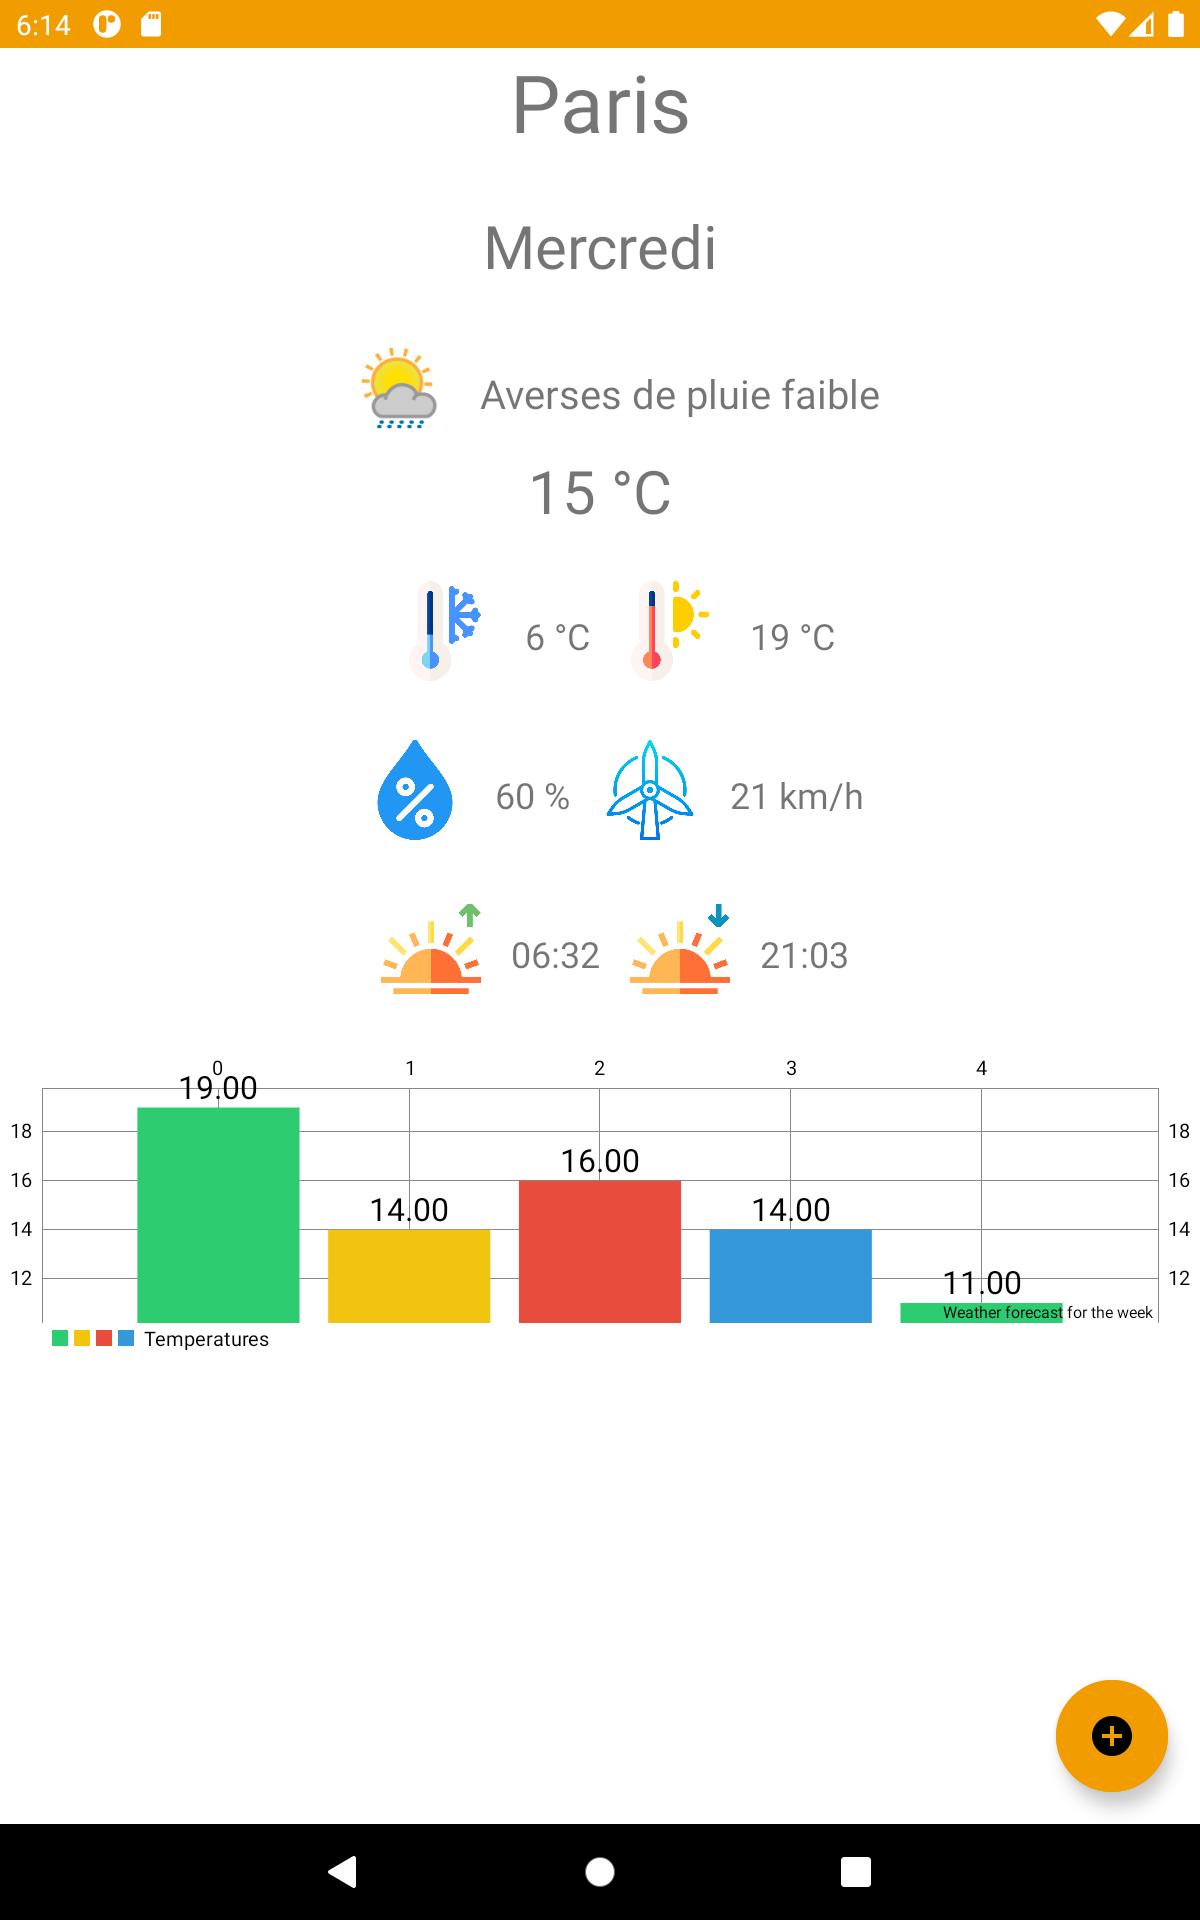 6:14
Paris
Mercredi
Averses de pluie faible
15 °C
6 °C 19 °C
60 % 21 km/h
06:32 21:03
0 1 2 3 4
19.00
18 18
16.00
16 16
14.00 14.00
14 14
11.00
12 12
Weather forecast for the week
Temperatures